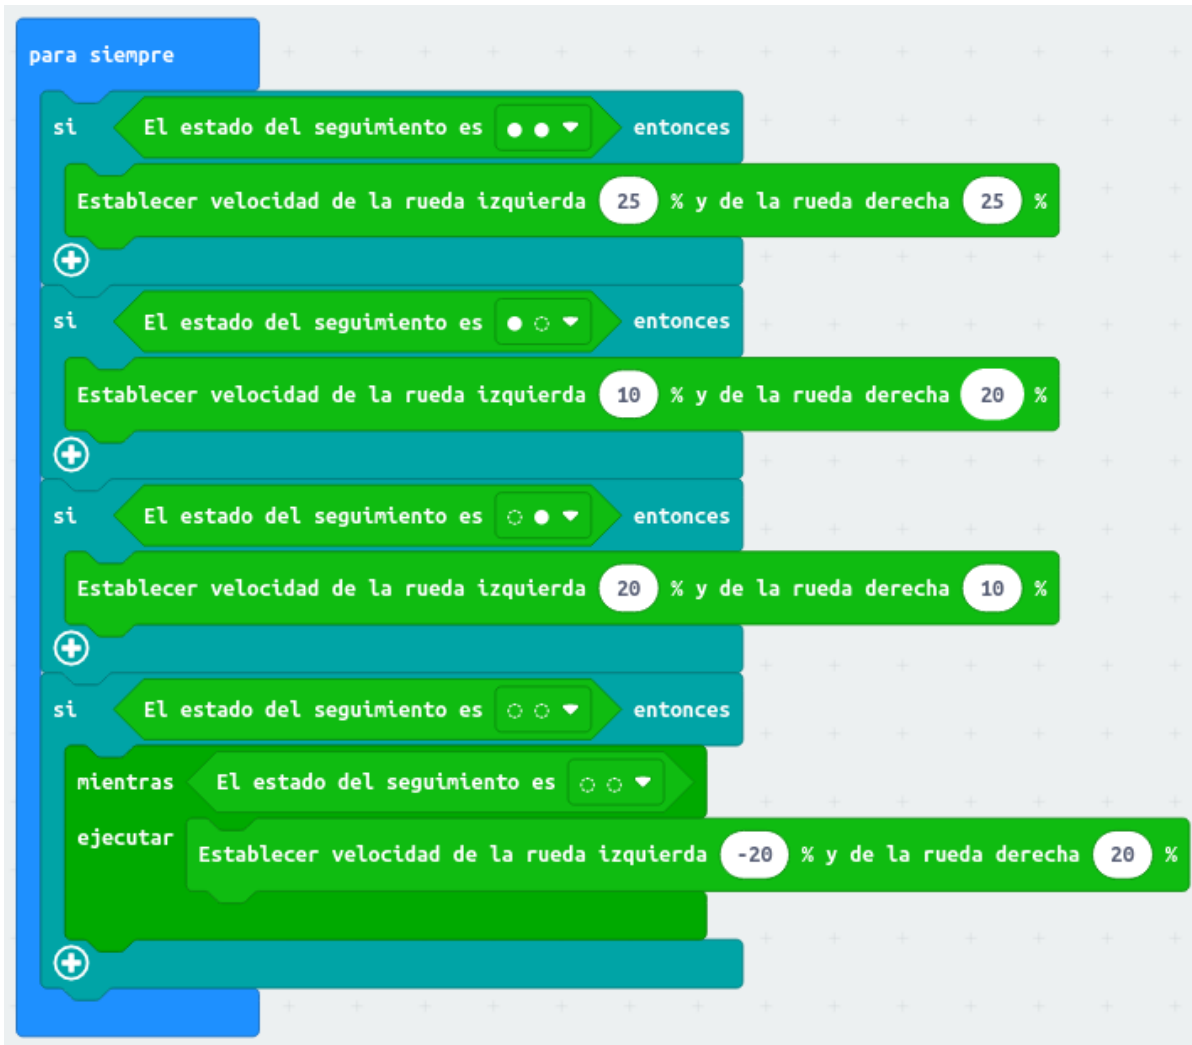 para siempre
si El estado del seguimiento es ● ● entonces
Establecer velocidad de la rueda izquierda 25 % y de la rueda derecha 25 %
si El estado del seguimiento es ● ◌ entonces
Establecer velocidad de la rueda izquierda 10 % y de la rueda derecha 20 %
si El estado del seguimiento es ◌ ● entonces
Establecer velocidad de la rueda izquierda 20 % y de la rueda derecha 10 %
si El estado del seguimiento es ◌ ◌ entonces
mientras El estado del seguimiento es ◌ ◌
ejecutar
Establecer velocidad de la rueda izquierda -20 % y de la rueda derecha 20 %